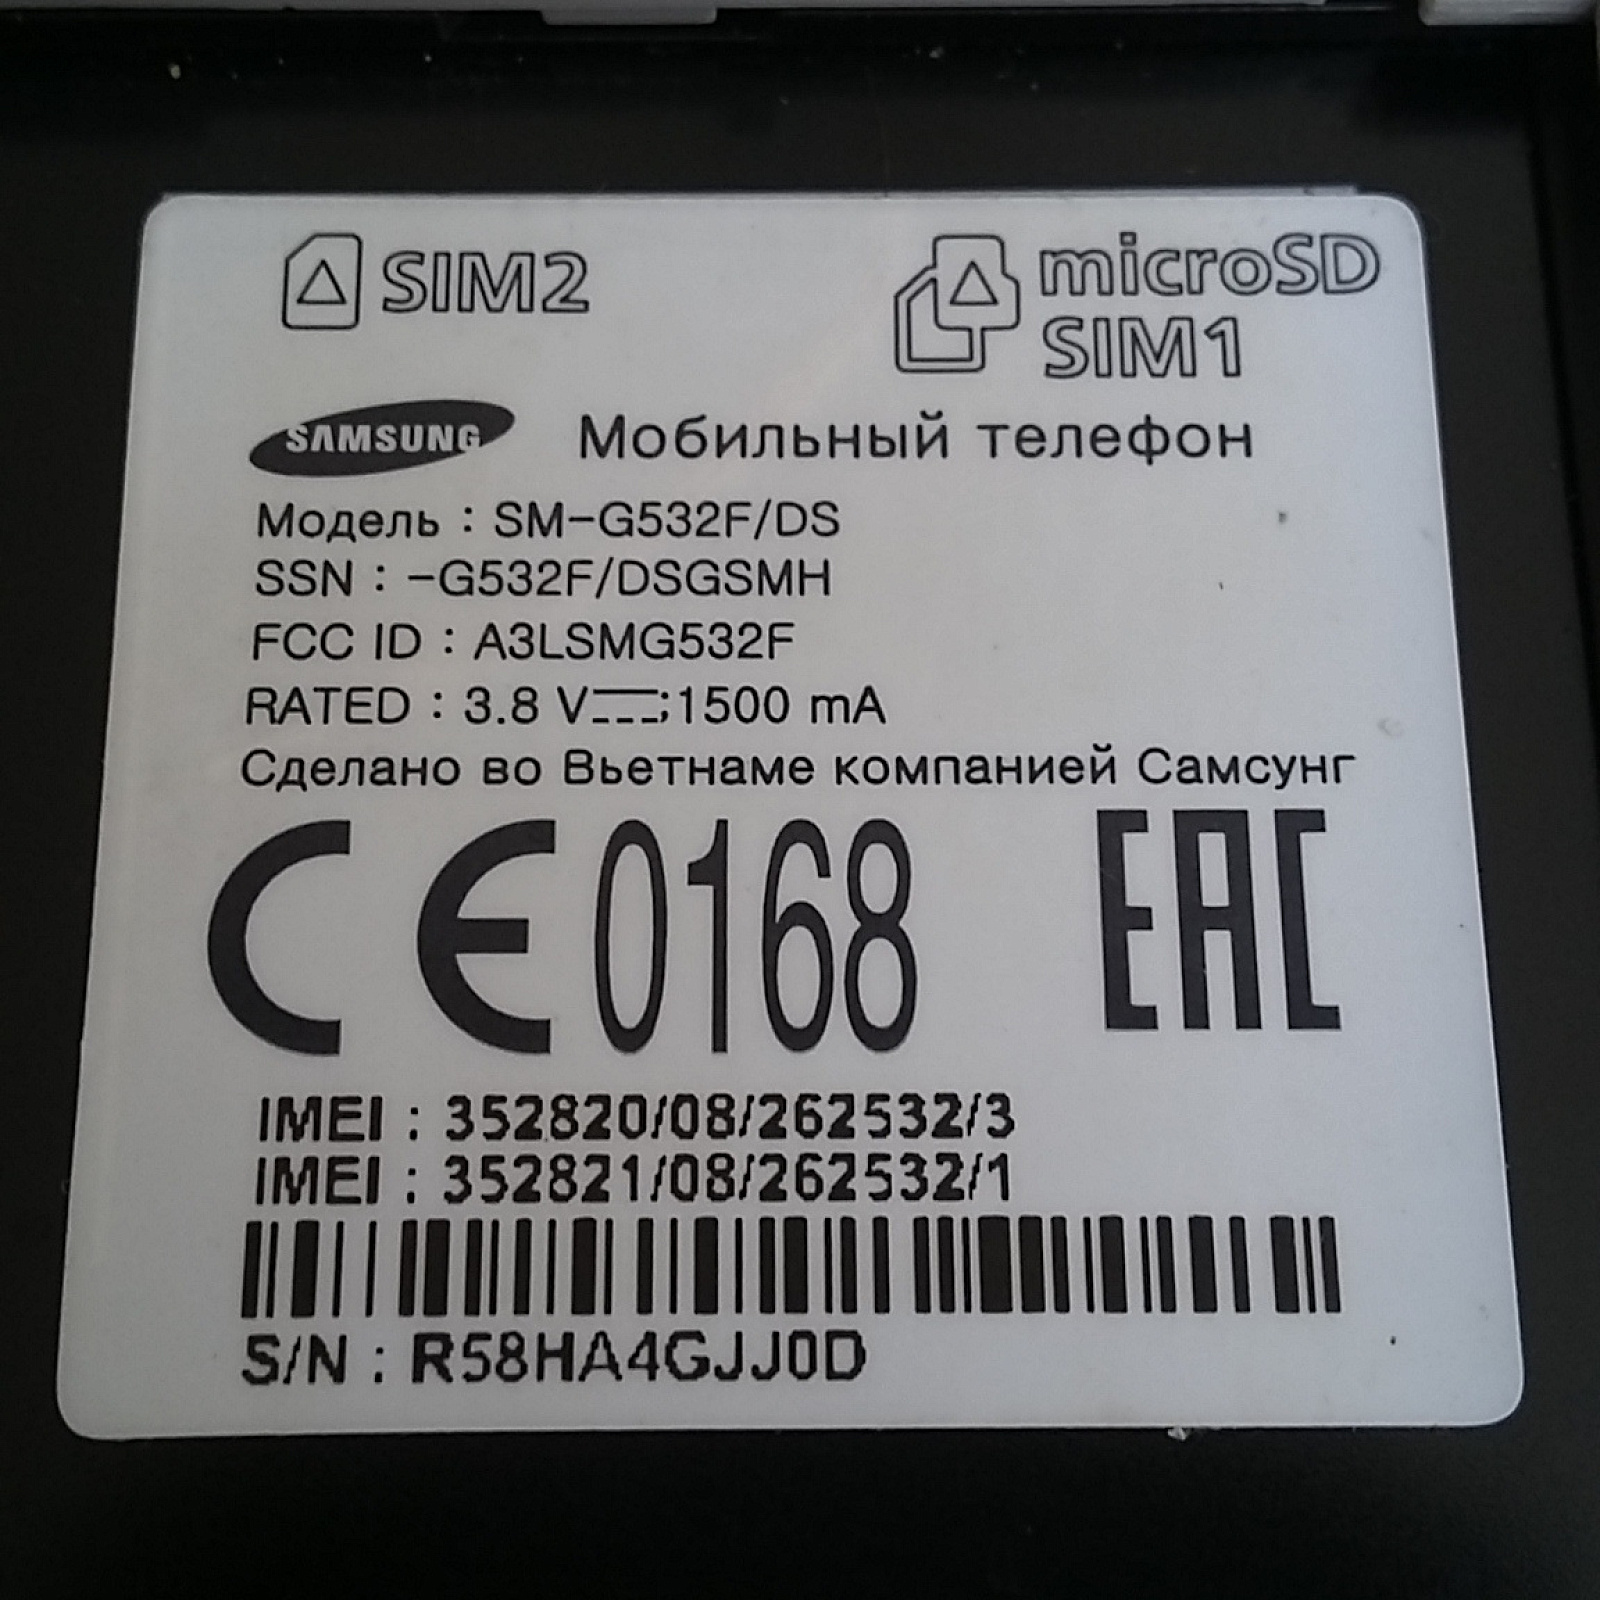 SIM2
microSD
SIM1
SAMSUNG Мобильный телефон
Модель : SM-G532F/DS
SSN : -G532F/DSGSMH
FCC ID : A3LSMG532F
RATED : 3.8 V⎓;1500 mA
Сделано во Вьетнаме компанией Самсунг
CE0168 EAC
IMEI : 352820/08/262532/3
IMEI : 352821/08/262532/1
S/N : R58HA4GJJ0D